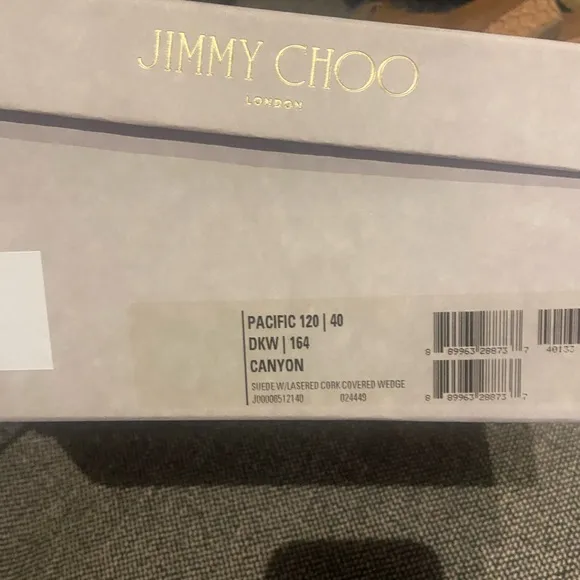 JIMMY CHOO
LONDON
PACIFIC 120 | 40
DKW | 164
CANYON
SUEDE W/LASERED CORK COVERED WEDGE
J00006512140 024449
8 89963 28873 7
40133
8 89963 28873 7